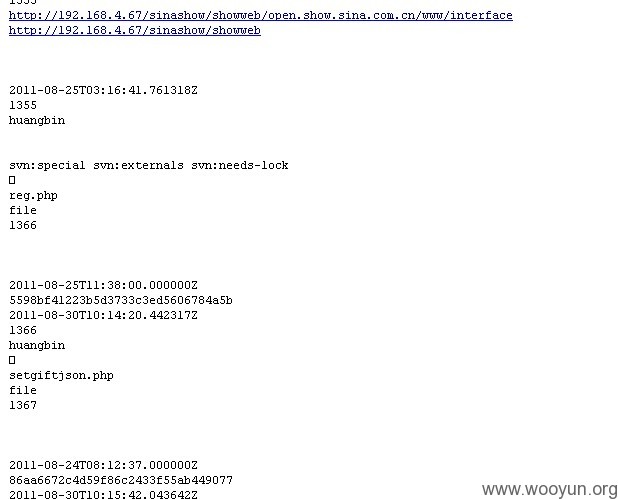 http://192.168.4.67/sinashow/showweb/open.show.sina.com.cn/www/interface
http://192.168.4.67/sinashow/showweb
2011-08-25T03:16:41.761318Z
1355
huangbin
svn:special svn:externals svn:needs-lock
reg.php
file
1366
2011-08-25T11:38:00.000000Z
5598bf41223b5d3733c3ed5606784a5b
2011-08-30T10:14:20.442317Z
1366
huangbin
setgiftjson.php
file
1367
2011-08-24T08:12:37.000000Z
86aa6672c4d59f86c2433f55ab449077
2011-08-30T10:15:42.043642Z
www.wooyun.org